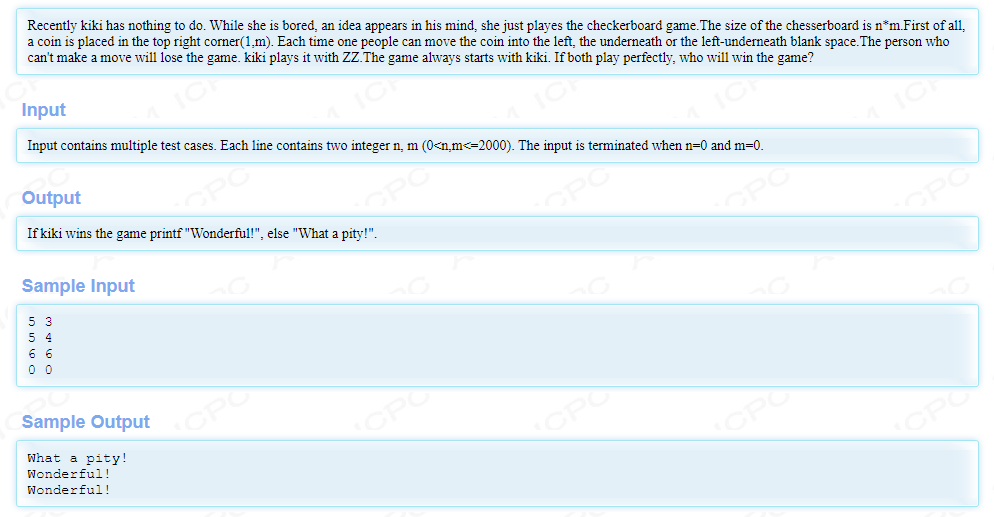 Recently kiki has nothing to do. While she is bored, an idea appears in his mind, she just playes the checkerboard game.The size of the chesserboard is n*m.First of all,
a coin is placed in the top right corner(1,m). Each time one people can move the coin into the left, the underneath or the left-underneath blank space.The person who
can't make a move will lose the game. kiki plays it with ZZ.The game always starts with kiki. If both play perfectly, who will win the game?
Input
Input contains multiple test cases. Each line contains two integer n, m (0<n,m<=2000). The input is terminated when n=0 and m=0.
Output
If kiki wins the game printf "Wonderful!", else "What a pity!".
Sample Input
5 3
5 4
6 6
0 0
Sample Output
What a pity!
Wonderful!
Wonderful!